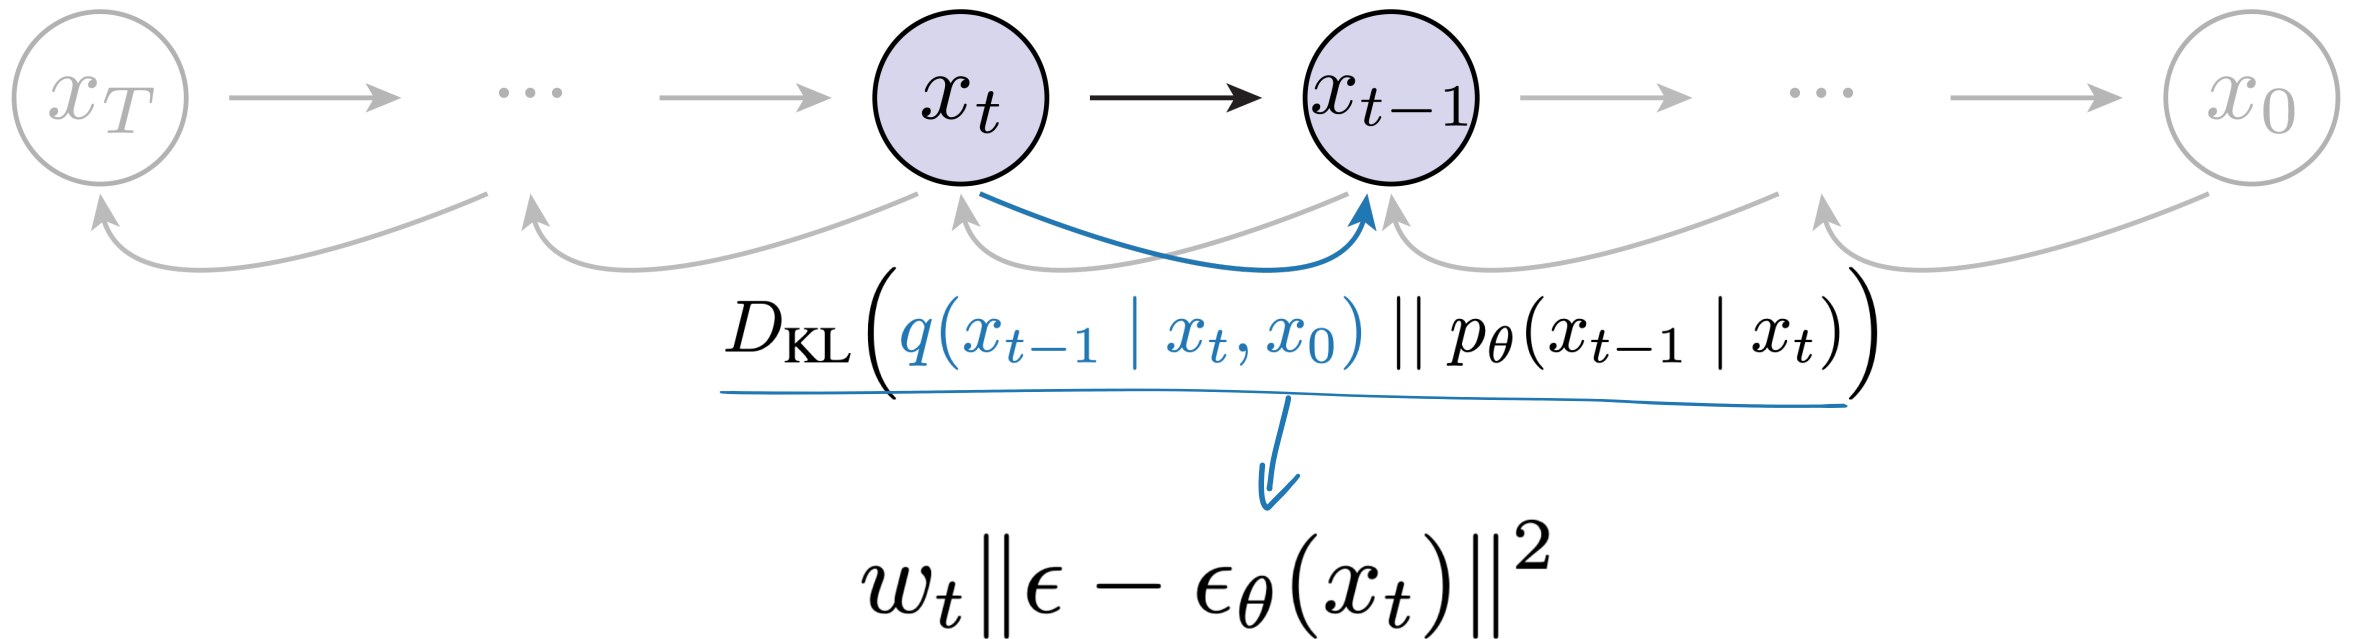 x_T ⋯ x_t x_{t−1} ⋯ x_0
D_KL(q(x_{t−1} | x_t, x_0) || p_θ(x_{t−1} | x_t))
w_t‖ϵ − ϵ_θ(x_t)‖²